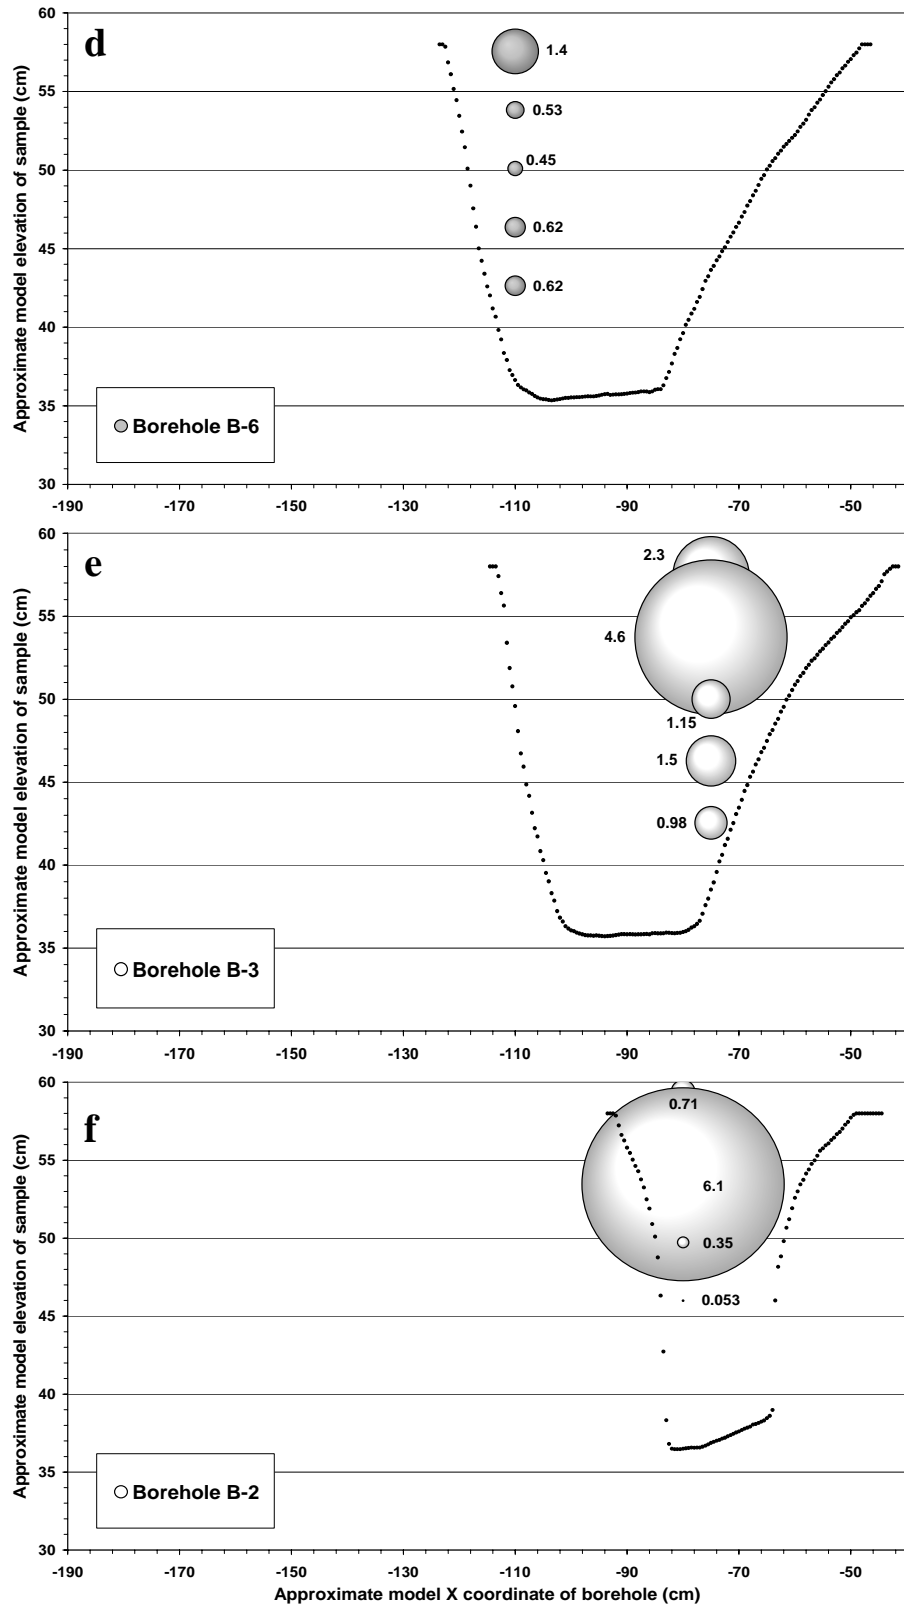 d
Approximate model elevation of sample (cm)
60
55
50
45
40
35
30
1.4
0.53
0.45
0.62
0.62
Borehole B-6
-190 -170 -150 -130 -110 -90 -70 -50
e
Approximate model elevation of sample (cm)
60
55
50
45
40
35
30
2.3
4.6
1.15
1.5
0.98
Borehole B-3
-190 -170 -150 -130 -110 -90 -70 -50
f
Approximate model elevation of sample (cm)
60
55
50
45
40
35
30
0.71
6.1
0.35
0.053
Borehole B-2
-190 -170 -150 -130 -110 -90 -70 -50
Approximate model X coordinate of borehole (cm)